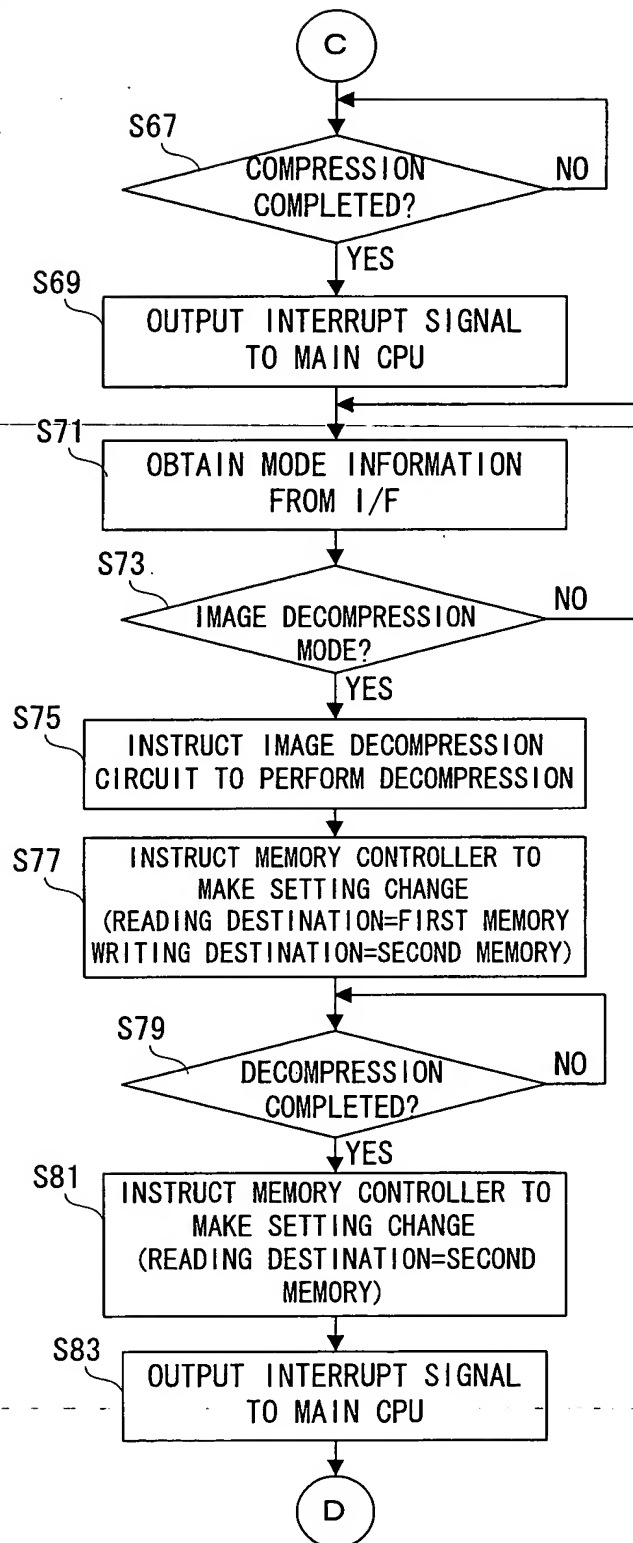 C
S67
COMPRESSION
COMPLETED?
NO
YES
S69
OUTPUT INTERRUPT SIGNAL
TO MAIN CPU
S71
OBTAIN MODE INFORMATION
FROM I/F
S73
IMAGE DECOMPRESSION
MODE?
NO
YES
S75
INSTRUCT IMAGE DECOMPRESSION
CIRCUIT TO PERFORM DECOMPRESSION
S77
INSTRUCT MEMORY CONTROLLER TO
MAKE SETTING CHANGE
(READING DESTINATION=FIRST MEMORY
WRITING DESTINATION=SECOND MEMORY)
S79
DECOMPRESSION
COMPLETED?
NO
YES
S81
INSTRUCT MEMORY CONTROLLER TO
MAKE SETTING CHANGE
(READING DESTINATION=SECOND
MEMORY)
S83
OUTPUT INTERRUPT SIGNAL
TO MAIN CPU
D